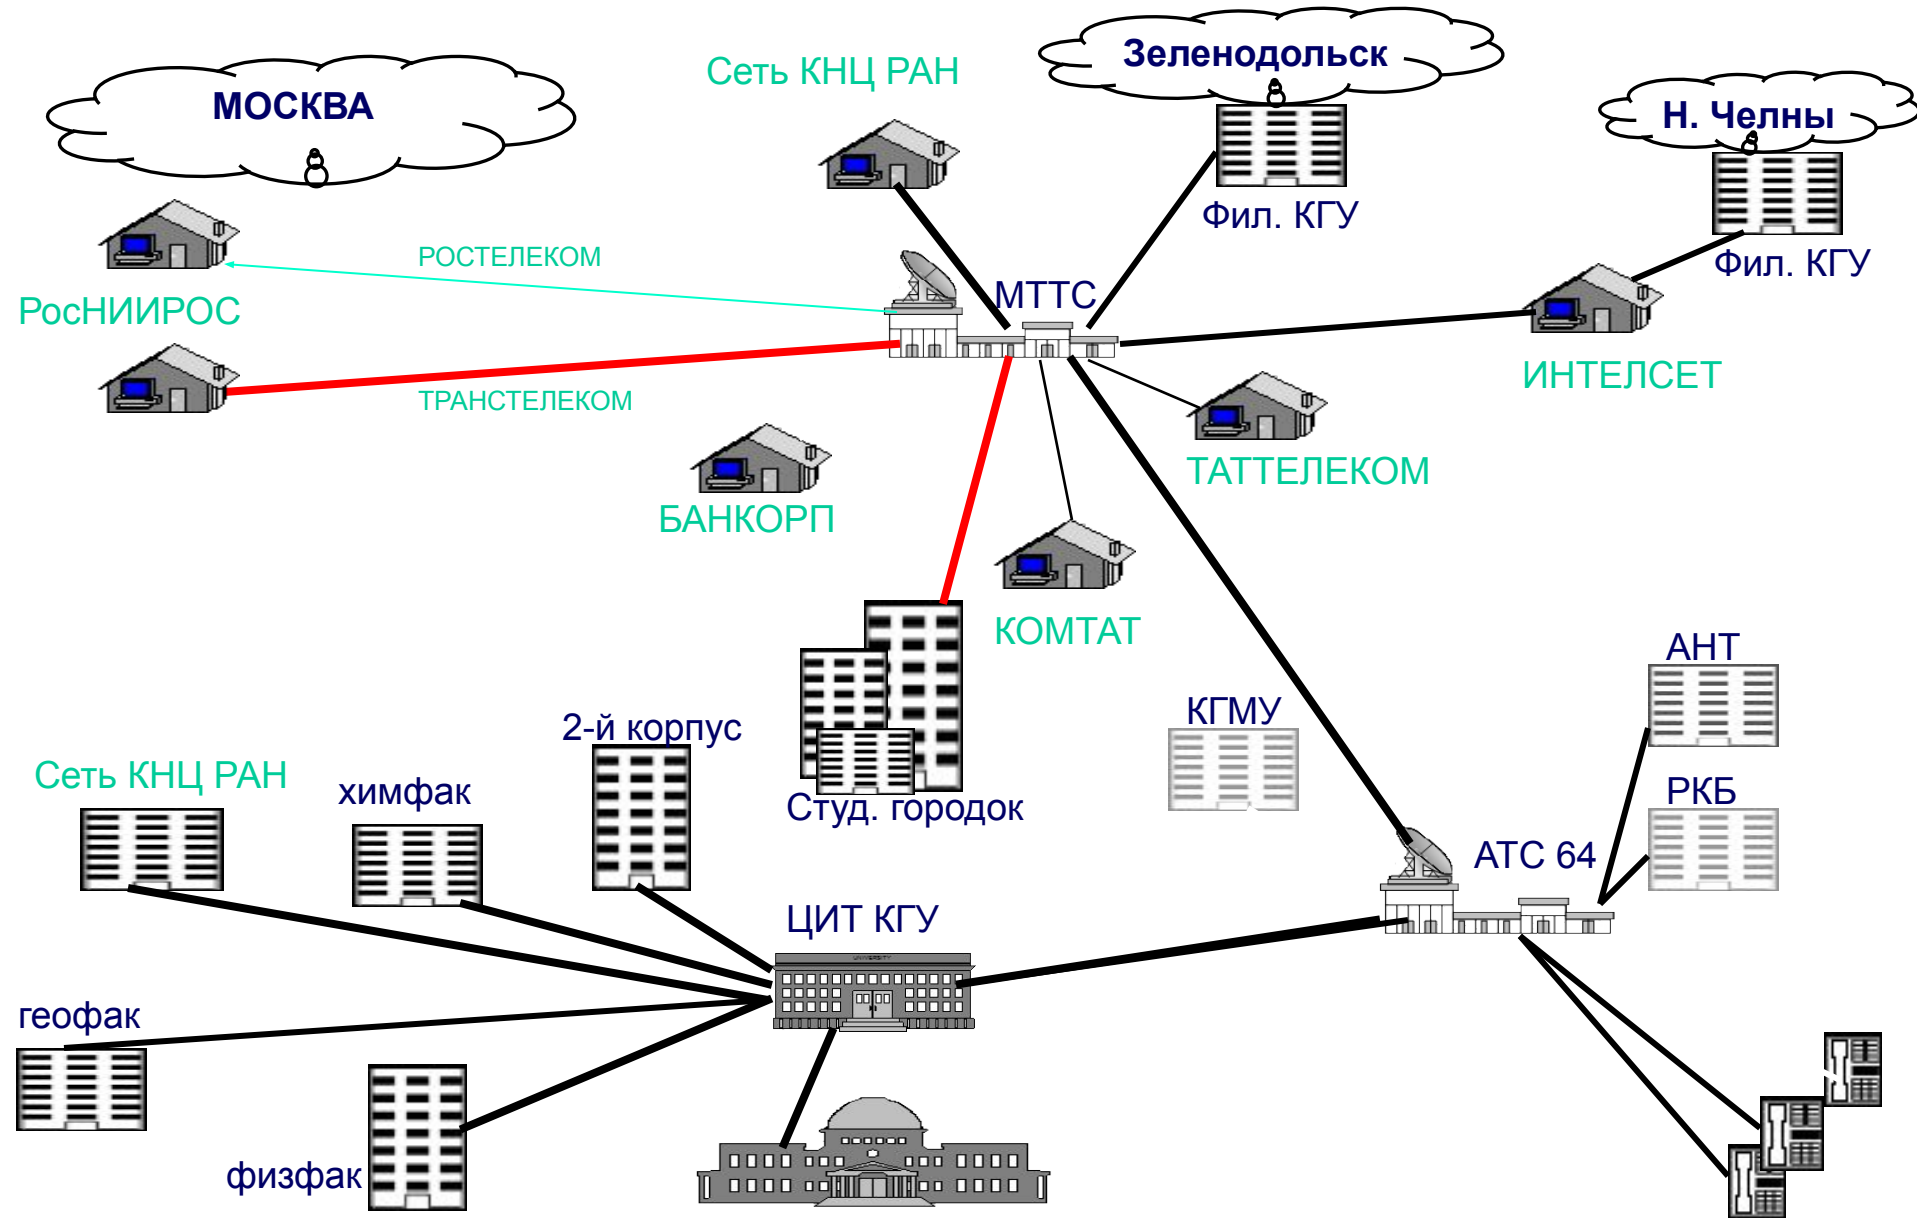 Зеленодольск
Сеть КНЦ РАН
МОСКВА
Н. Челны
Фил. КГУ
РОСТЕЛЕКОМ
Фил. КГУ
МТТС
РосНИИРОС
ИНТЕЛСЕТ
ТРАНСТЕЛЕКОМ
ТАТТЕЛЕКОМ
БАНКОРП
КОМТАТ
АНТ
КГМУ
2-й корпус
Сеть КНЦ РАН
химфак
РКБ
Студ. городок
АТС 64
ЦИТ КГУ
UNIVERSITY
геофак
физфак